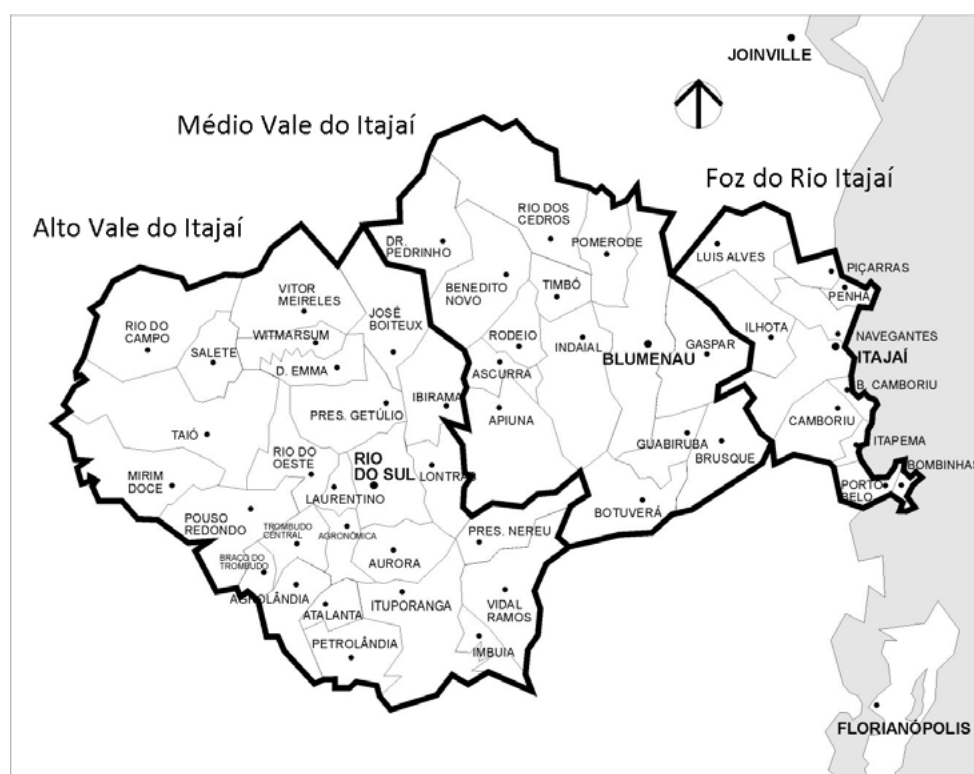 JOINVILLE
Médio Vale do Itajaí
Foz do Rio Itajaí
Alto Vale do Itajaí
RIO DOS
CEDROS
DR.
PEDRINHO
POMERODE
LUIS ALVES
PIÇARRAS
PENHA
VITOR
MEIRELES
BENEDITO
NOVO
TIMBÓ
JOSÉ
BOITEUX
RIO DO
CAMPO
WITMARSUM
SALETE
D. EMMA
RODEIO
INDAIAL
BLUMENAU
GASPAR
ILHOTA
NAVEGANTES
ITAJAÍ
ASCURRA
B. CAMBORIU
PRES. GETÚLIO
IBIRAMA
APIUNA
CAMBORIU
TAIÓ
GUABIRUBA
BRUSQUE
ITAPEMA
BOMBINHAS
RIO DO
OESTE
RIO
DO SUL
LONTRAS
MIRIM
DOCE
LAURENTINO
PORTO
BELO
BOTUVERÁ
POUSO
REDONDO
TROMBUDO
CENTRAL
AGRONÔMICA
PRES. NEREU
BRAÇO DO
TROMBUDO
AURORA
AGROLÂNDIA
ATALANTA
ITUPORANGA
VIDAL
RAMOS
PETROLÂNDIA
IMBUIA
FLORIANÓPOLIS